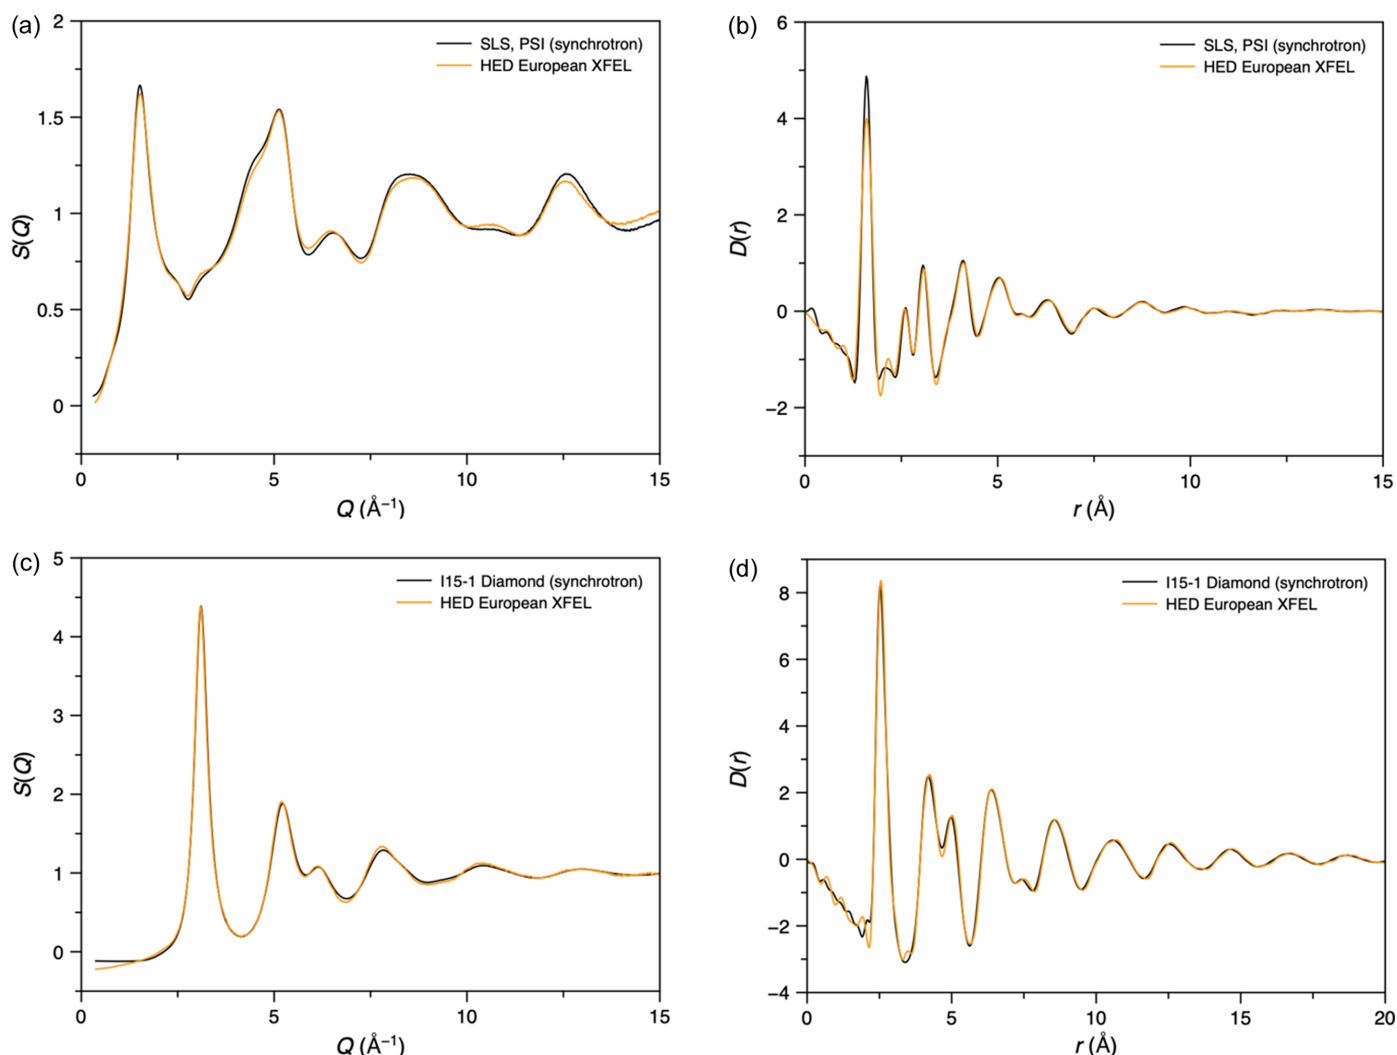 (a)
2
1.5
1
0.5
0
S(Q)
SLS, PSI (synchrotron)
HED European XFEL
0 5 10 15
Q (Å⁻¹)
(b)
6
4
2
0
−2
D(r)
SLS, PSI (synchrotron)
HED European XFEL
0 5 10 15
r (Å)
(c)
5
4
3
2
1
0
S(Q)
I15-1 Diamond (synchrotron)
HED European XFEL
0 5 10 15
Q (Å⁻¹)
(d)
8
6
4
2
0
−2
−4
D(r)
I15-1 Diamond (synchrotron)
HED European XFEL
0 5 10 15 20
r (Å)